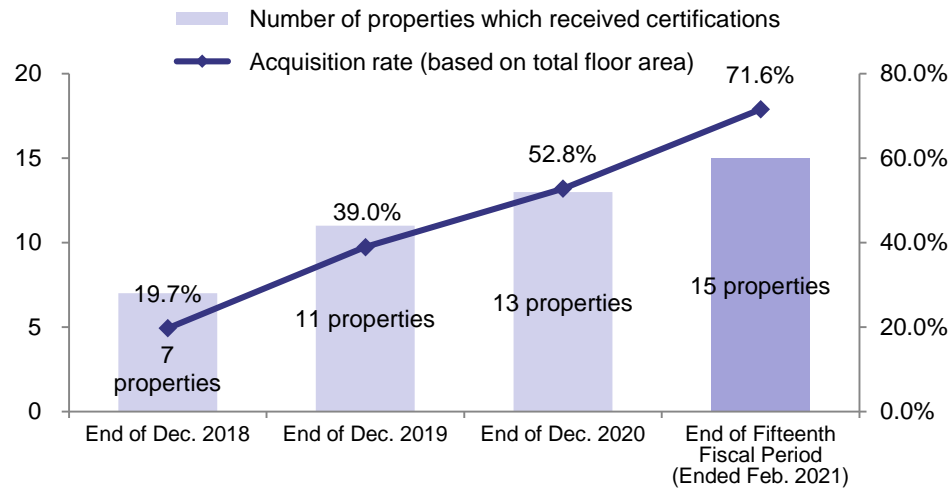 Number of properties which received certifications
Acquisition rate (based on total floor area)
20
15
10
5
0
80.0%
60.0%
40.0%
20.0%
0.0%
19.7%
39.0%
52.8%
71.6%
7
properties
11 properties
13 properties
15 properties
End of Dec. 2018
End of Dec. 2019
End of Dec. 2020
End of Fifteenth
Fiscal Period
(Ended Feb. 2021)